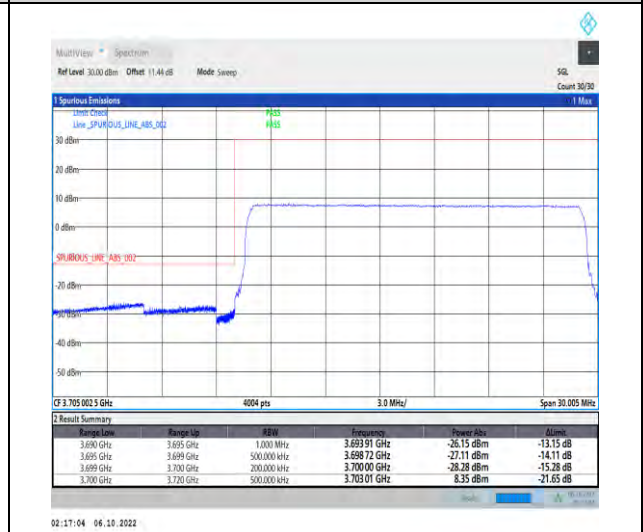 MultiView Spectrum
Ref Level 30.00 dBm Offset 11.44 dB Mode Sweep SGL
Count 30/30
1 Spurious Emissions 1 Max
Limit Check PASS
Line _SPURIOUS_LINE_ABS_002 PASS
30 dBm
20 dBm
10 dBm
0 dBm
_SPURIOUS_LINE_ABS_002
-20 dBm
-30 dBm
-40 dBm
-50 dBm
CF 3.705 002 5 GHz 4004 pts 3.0 MHz/ Span 30.005 MHz
2 Result Summary
Range Low Range Up RBW Frequency Power Abs ΔLimit
3.690 GHz 3.695 GHz 1.000 MHz 3.693 91 GHz -26.15 dBm -13.15 dB
3.695 GHz 3.699 GHz 500.000 kHz 3.698 72 GHz -27.11 dBm -14.11 dB
3.699 GHz 3.700 GHz 200.000 kHz 3.700 00 GHz -28.28 dBm -15.28 dB
3.700 GHz 3.720 GHz 500.000 kHz 3.703 01 GHz 8.35 dBm -21.65 dB
02:17:04 06.10.2022